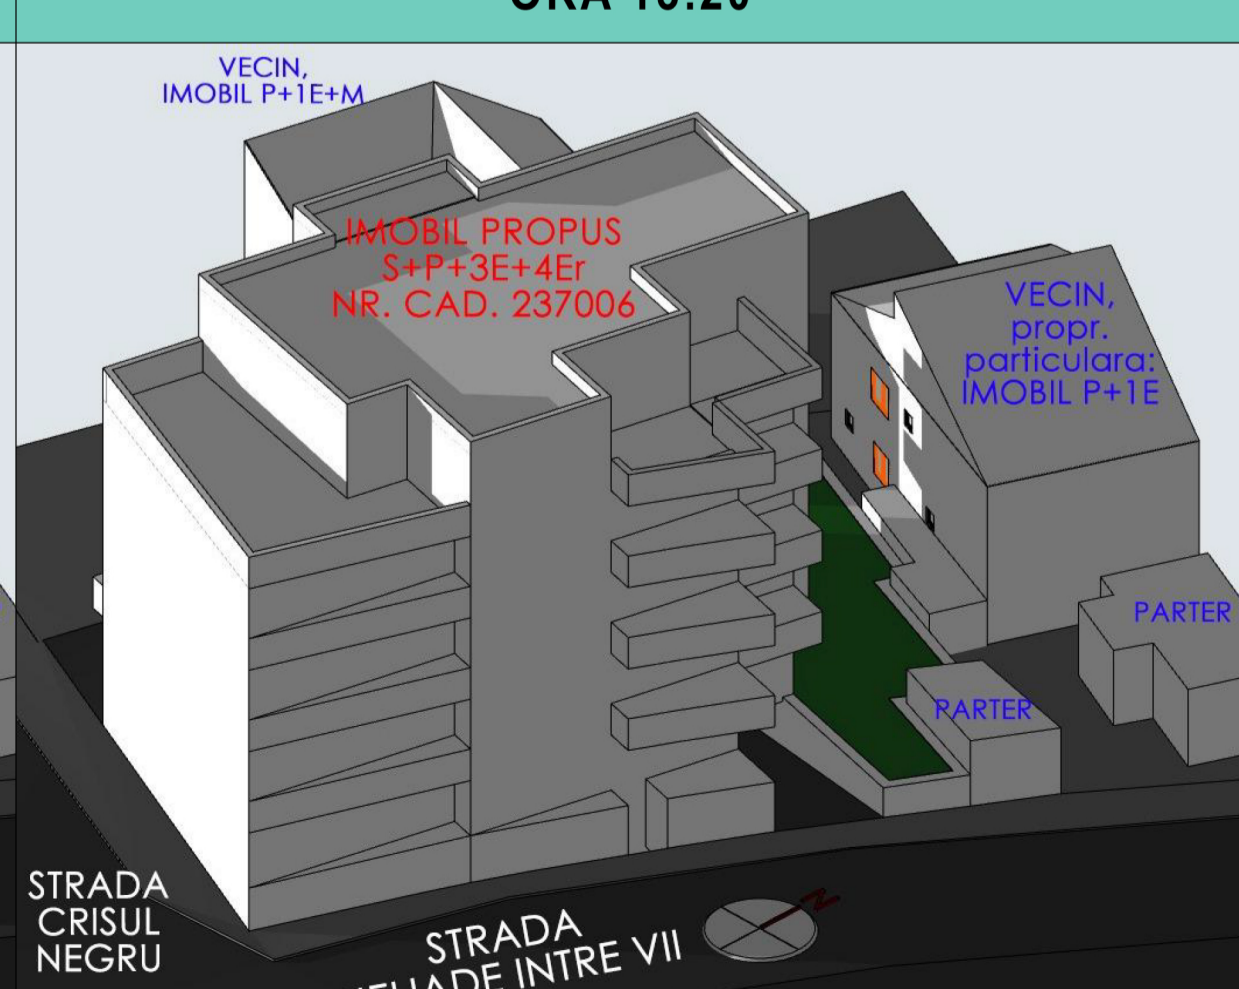 ORA
VECIN,
IMOBIL P+1E+M
IMOBIL PROPUS
S+P+3E+4Er
NR. CAD. 237006
VECIN,
propr.
particulara:
IMOBIL P+1E
PARTER
PARTER
STRADA
CRISUL
NEGRU
STRADA
INTRE VII
N